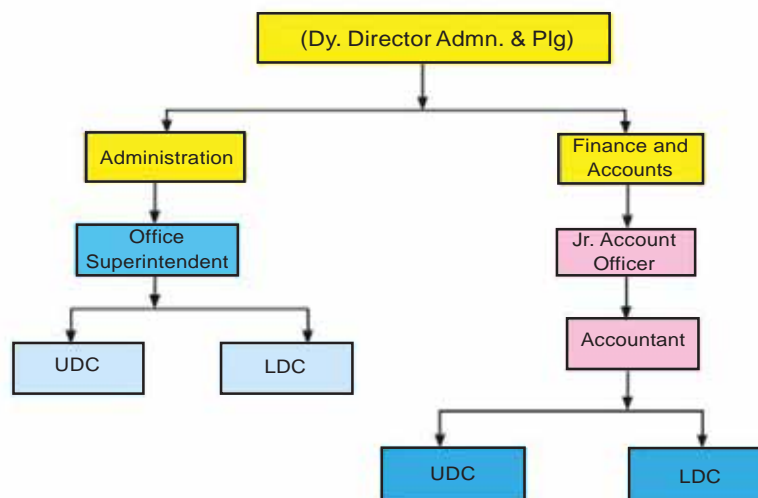 (Dy. Director Admn. & Plg)
Administration
Finance and
Accounts
Office
Superintendent
Jr. Account
Officer
UDC
LDC
Accountant
UDC
LDC